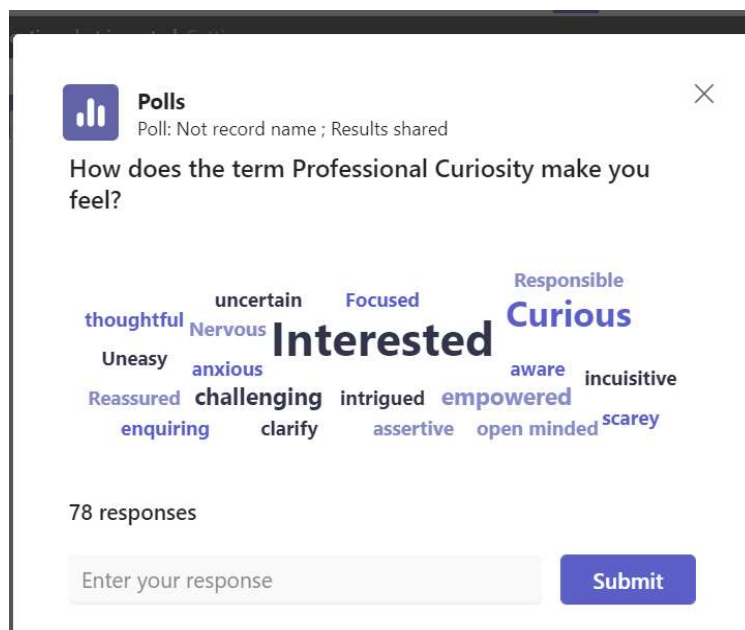 Polls
Poll: Not record name ; Results shared
How does the term Professional Curiosity make you
feel?
Responsible
uncertain Focused Curious
thoughtful Nervous Interested
Uneasy anxious aware incuisitive
Reassured challenging intrigued empowered scarey
enquiring clarify assertive open minded
78 responses
Enter your response Submit